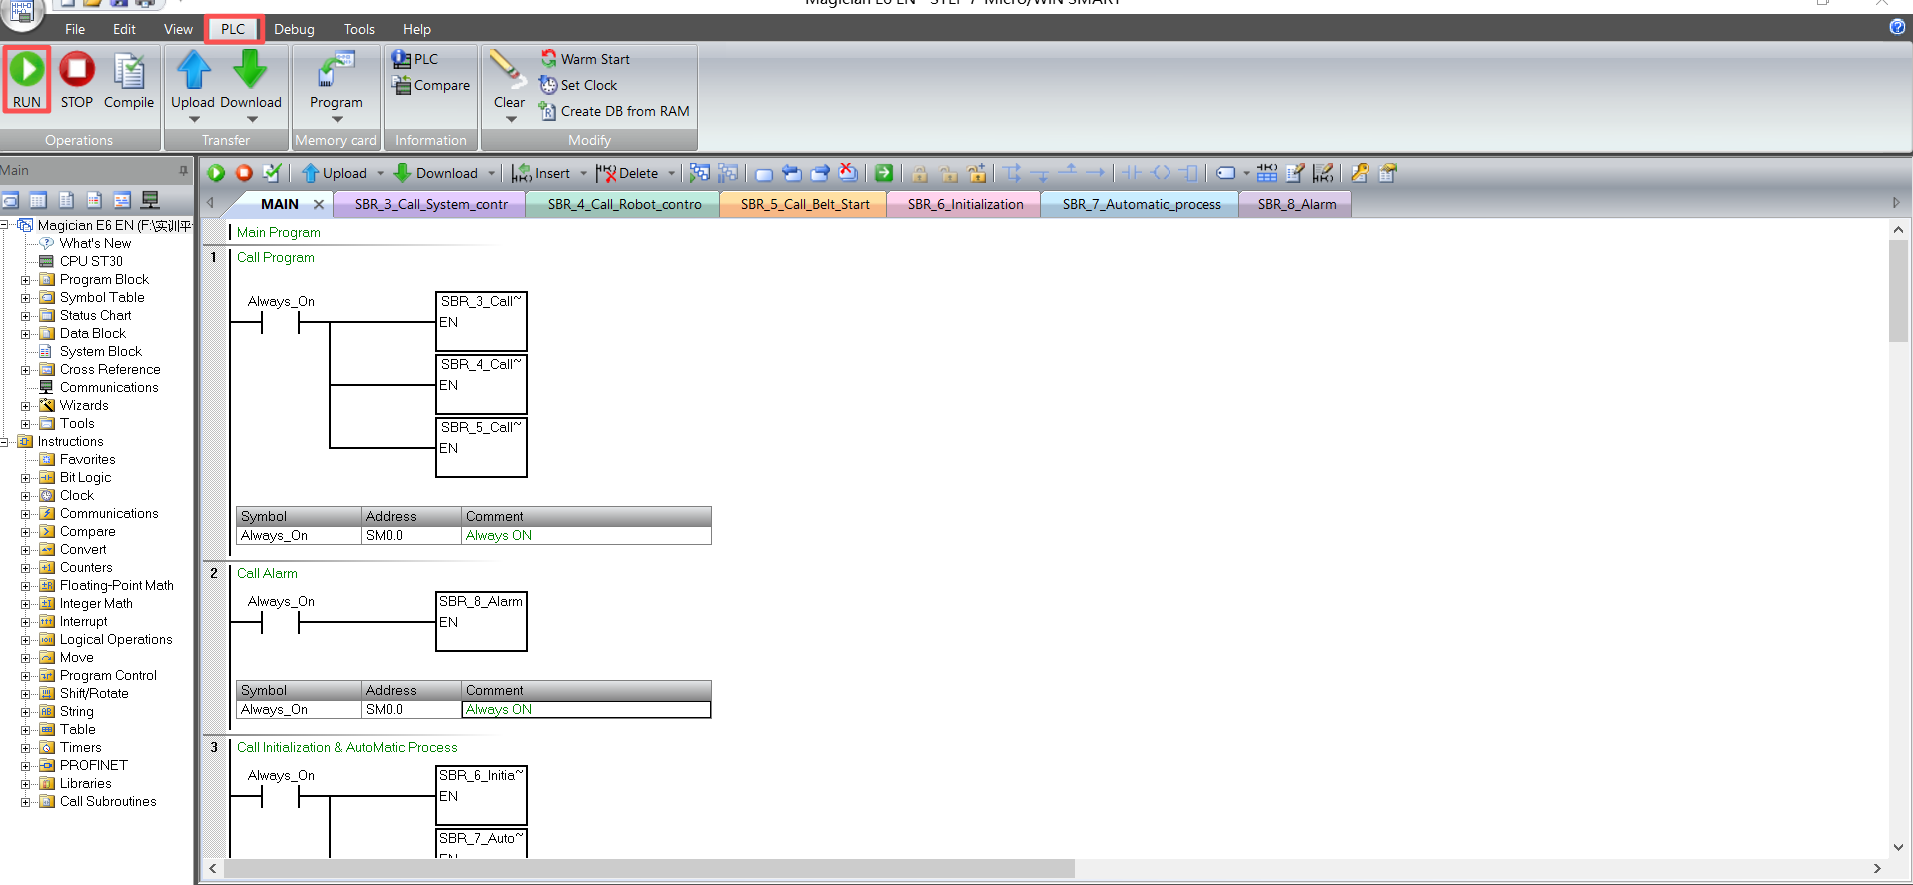 Magician E6 EN - STEP 7-Micro/WIN SMART
File Edit View PLC Debug Tools Help
RUN STOP Compile Upload Download Program Clear
PLC
Compare
Warm Start
Set Clock
Create DB from RAM
Operations Transfer Memory card Information Modify
Main
Upload Download Insert Delete
MAIN SBR_3_Call_System_contr SBR_4_Call_Robot_contro SBR_5_Call_Belt_Start SBR_6_Initialization SBR_7_Automatic_process SBR_8_Alarm
Magician E6 EN (F:\实训平
What's New
CPU ST30
Program Block
Symbol Table
Status Chart
Data Block
System Block
Cross Reference
Communications
Wizards
Tools
Instructions
Favorites
Bit Logic
Clock
Communications
Compare
Convert
Counters
Floating-Point Math
Integer Math
Interrupt
Logical Operations
Move
Program Control
Shift/Rotate
String
Table
Timers
PROFINET
Libraries
Call Subroutines
Main Program
1 Call Program
Always_On SBR_3_Call~
EN
SBR_4_Call~
EN
SBR_5_Call~
EN
Symbol Address Comment
Always_On SM0.0 Always ON
2 Call Alarm
Always_On SBR_8_Alarm
EN
Symbol Address Comment
Always_On SM0.0 Always ON
3 Call Initialization & AutoMatic Process
Always_On SBR_6_Initia~
EN
SBR_7_Auto~
EN